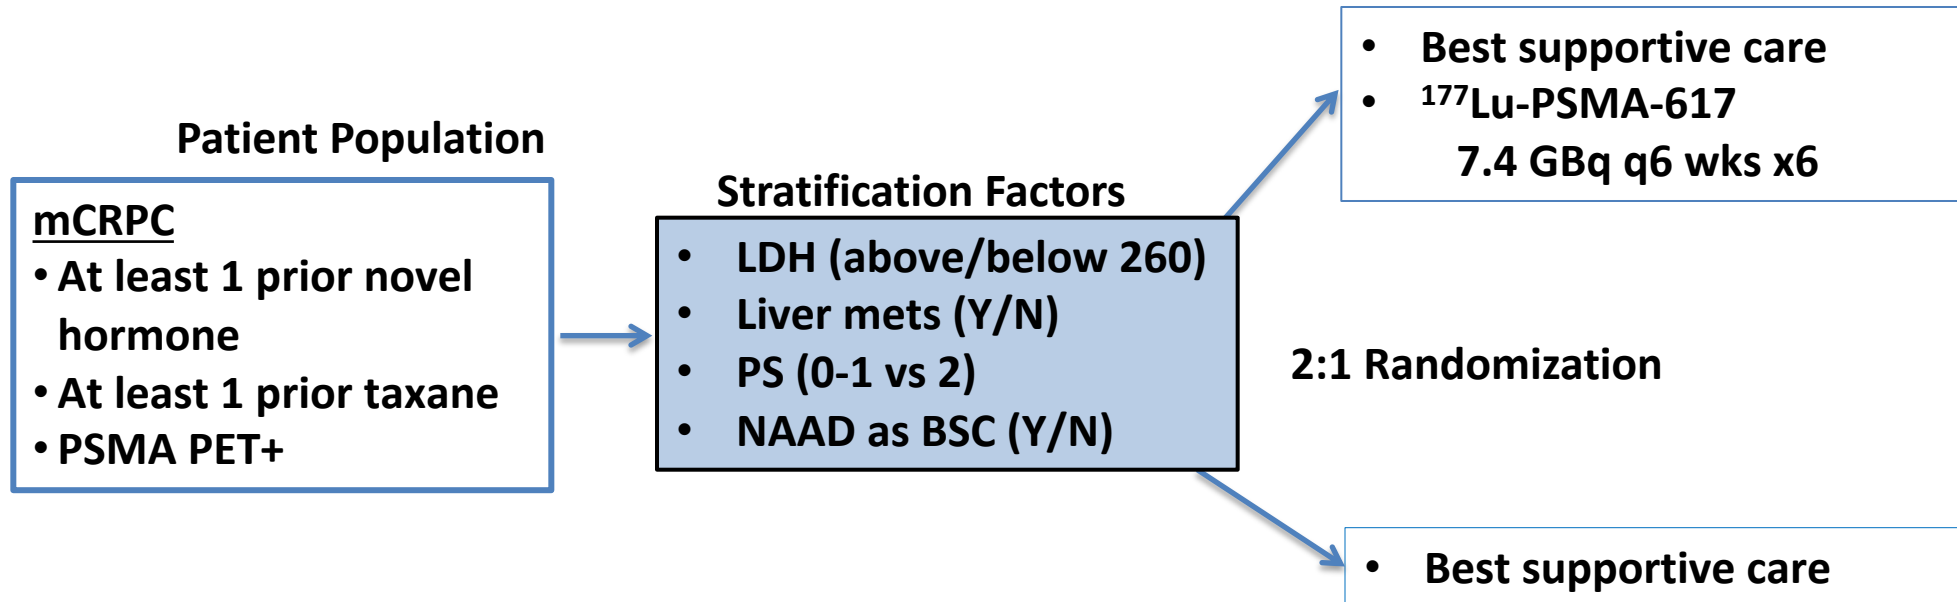 Patient Population
mCRPC
• At least 1 prior novel
hormone
• At least 1 prior taxane
• PSMA PET+
Stratification Factors
• LDH (above/below 260)
• Liver mets (Y/N)
• PS (0-1 vs 2)
• NAAD as BSC (Y/N)
2:1 Randomization
• Best supportive care
• ¹⁷⁷Lu-PSMA-617
7.4 GBq q6 wks x6
• Best supportive care